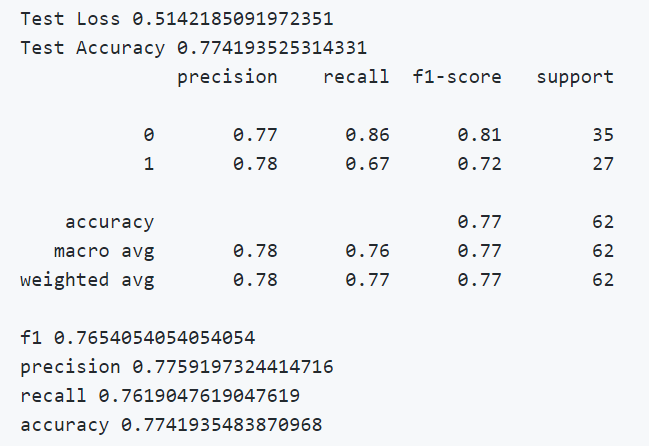 Test Loss 0.5142185091972351
Test Accuracy 0.774193525314331
precision recall f1-score support
0 0.77 0.86 0.81 35
1 0.78 0.67 0.72 27
accuracy 0.77 62
macro avg 0.78 0.76 0.77 62
weighted avg 0.78 0.77 0.77 62
f1 0.7654054054054054
precision 0.7759197324414716
recall 0.7619047619047619
accuracy 0.7741935483870968